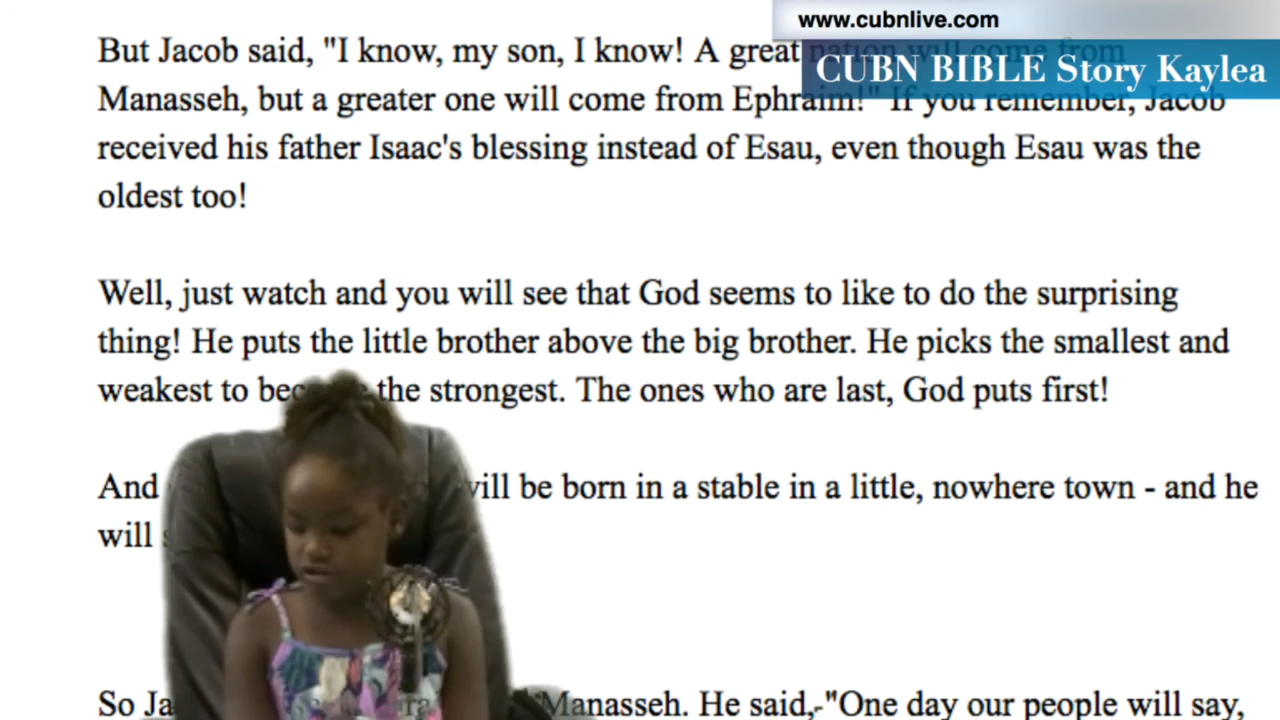 www.cubnlive.com
CUBN BIBLE Story Kaylea
But Jacob said, "I know, my son, I know! A great nation will come from
Manasseh, but a greater one will come from Ephraim!" If you remember, Jacob
received his father Isaac's blessing instead of Esau, even though Esau was the
oldest too!
Well, just watch and you will see that God seems to like to do the surprising
thing! He puts the little brother above the big brother. He picks the smallest and
weakest to become the strongest. The ones who are last, God puts first!
And will be born in a stable in a little, nowhere town - and he
will
So Manasseh. He said, "One day our people will say,